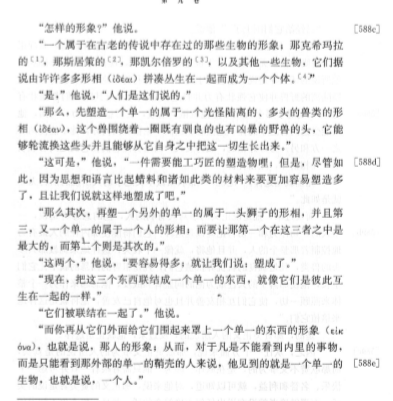 第 九 卷
“怎样的形象?”他说。 [588c]
“一个属于在古老的传说中存在过的那些生物的形象;那克希玛拉
的〔1〕,那斯居策的〔2〕,那凯尔倍罗的〔3〕,以及其他一些生物,它们据
说由许许多多形相(ἰδέαι)拼凑丛生在一起而成为一个个体。〔4〕”
“是,”他说,“人们是这们说的。”
“那么,先塑造一个单一的属于一个光怪陆离的、多头的兽类的形
相(ἰδέαν),这个兽围绕着一圈既有驯良的也有凶暴的野兽的头,它能
够轮流换这些头并且能够从它自身之中把这一切生长出来。”
“这可是,”他说,“一件需要能工巧匠的塑造物哩;但是,尽管如 [588d]
此,因为思想和语言比起蜡料和诸如此类的材料来要更加容易塑造多
了,且让我们说就这样地塑成了吧。”
“那么其次,再塑一个另外的单一的属于一头狮子的形相,并且第
三,又一个单一的属于一个人的形相;而要让那第一个在这三者之中是
最大的,而第二个则是其次的。”
“这两个,”他说,“要容易得多;就让我们说:塑成了。”
“现在,把这三个东西联结成一个单一的东西,就像它们是彼此互
生在一起的一样。”
“它们被联结在一起了。”他说。
“而你再从它们外面给它们围起来罩上一个单一的东西的形象(εἰκ
όνα),也就是说,那人的形象;从而,对于凡是不能看到内里的事物,
而是只能看到那外部的单一的鞘壳的人来说,他见到的就是一个单一的 [588e]
生物,也就是说,一个人。”